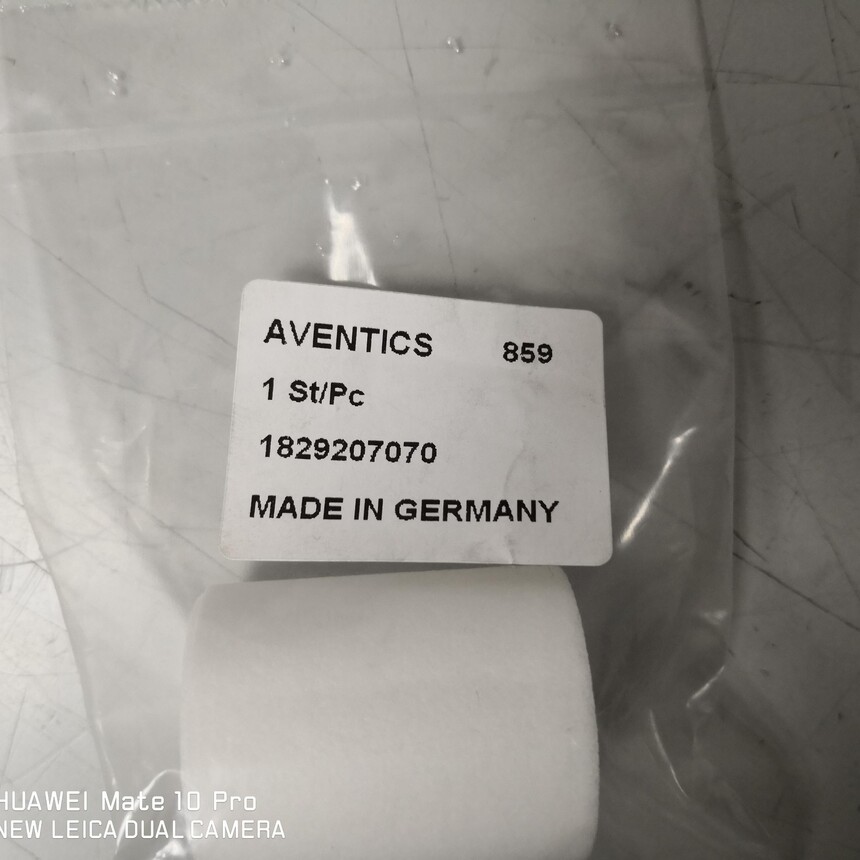 AVENTICS 859
1 St/Pc
1829207070
MADE IN GERMANY
HUAWEI Mate 10 Pro
NEW LEICA DUAL CAMERA